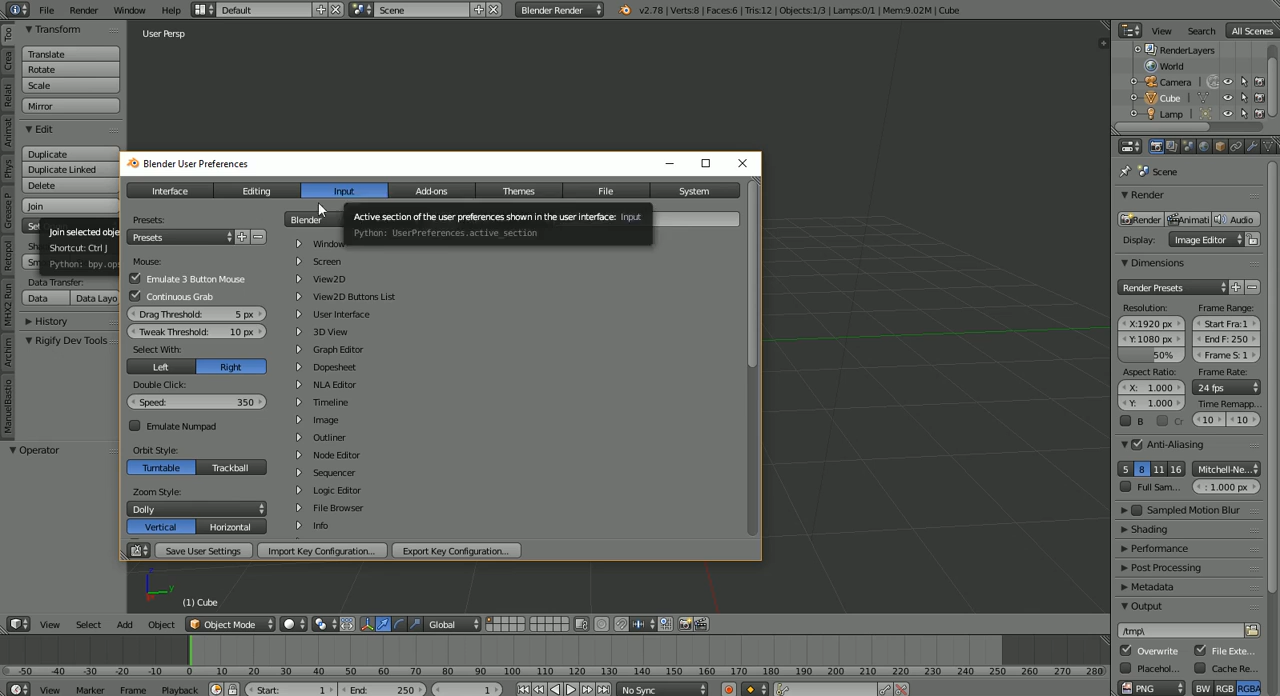 File Render Window Help Default Scene Blender Render v2.78 | Verts:8 | Faces:6 | Tris:12 | Objects:1/3 | Lamps:0/1 | Mem:9.02M | Cube
Transform
Translate
Rotate
Scale
Mirror
Edit
Duplicate
Duplicate Linked
Delete
Join
Join selected obje
Shortcut: Ctrl J
Python: bpy.op
Data Transfer:
Data Data Layo
History
Rigify Dev Tools
Operator
Too
Crea
Relati
Animat
Phys
Grease P
Retopol
MHX2 Run
Archim
ManuelBastio
User Persp
Blender User Preferences
Interface Editing Input Add-ons Themes File System
Presets:
Presets
Mouse:
Emulate 3 Button Mouse
Continuous Grab
Drag Threshold: 5 px
Tweak Threshold: 10 px
Select With:
Left Right
Double Click:
Speed: 350
Emulate Numpad
Orbit Style:
Turntable Trackball
Zoom Style:
Dolly
Vertical Horizontal
Blender
Active section of the user preferences shown in the user interface: Input
Python: UserPreferences.active_section
Window
Screen
View2D
View2D Buttons List
User Interface
3D View
Graph Editor
Dopesheet
NLA Editor
Timeline
Image
Outliner
Node Editor
Sequencer
Logic Editor
File Browser
Info
Save User Settings Import Key Configuration... Export Key Configuration...
y
(1) Cube
View Select Add Object Object Mode Global
-50 -40 -30 -20 -10 0 10 20 30 40 50 60 70 80 90 100 110 120 130 140 150 160 170 180 190 200 210 220 230 240 250 260 270 280
View Marker Frame Playback Start: 1 End: 250 1 No Sync
View Search All Scenes
RenderLayers
World
Camera
Cube
Lamp
Scene
Render
Render Animati Audio
Display: Image Editor
Dimensions
Render Presets
Resolution: Frame Range:
X:1920 px Start Fra:1
Y:1080 px End F: 250
50% Frame S: 1
Aspect Ratio: Frame Rate:
X: 1.000 24 fps
Y: 1.000 Time Remapp...
B Cr 10 10
Anti-Aliasing
5 8 11 16 Mitchell-Ne...
Full Sam... : 1.000 px
Sampled Motion Blur
Shading
Performance
Post Processing
Metadata
Output
/tmp\
Overwrite File Exte...
Placehol... Cache Re...
PNG BW RGB RGBA